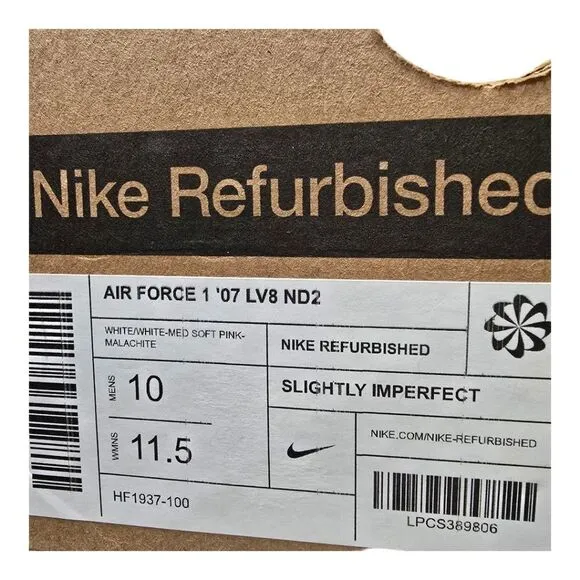 Nike Refurbished
AIR FORCE 1 '07 LV8 ND2
WHITE/WHITE-MED SOFT PINK-
MALACHITE
NIKE REFURBISHED
MENS 10
SLIGHTLY IMPERFECT
WMNS 11.5
NIKE.COM/NIKE-REFURBISHED
HF1937-100
LPCS389806